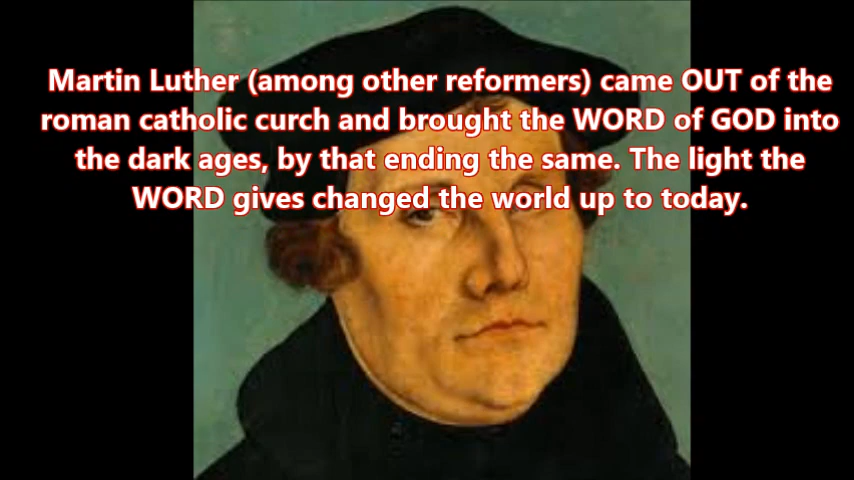 Martin Luther (among other reformers) came OUT of the
roman catholic curch and brought the WORD of GOD into
the dark ages, by that ending the same. The light the
WORD gives changed the world up to today.